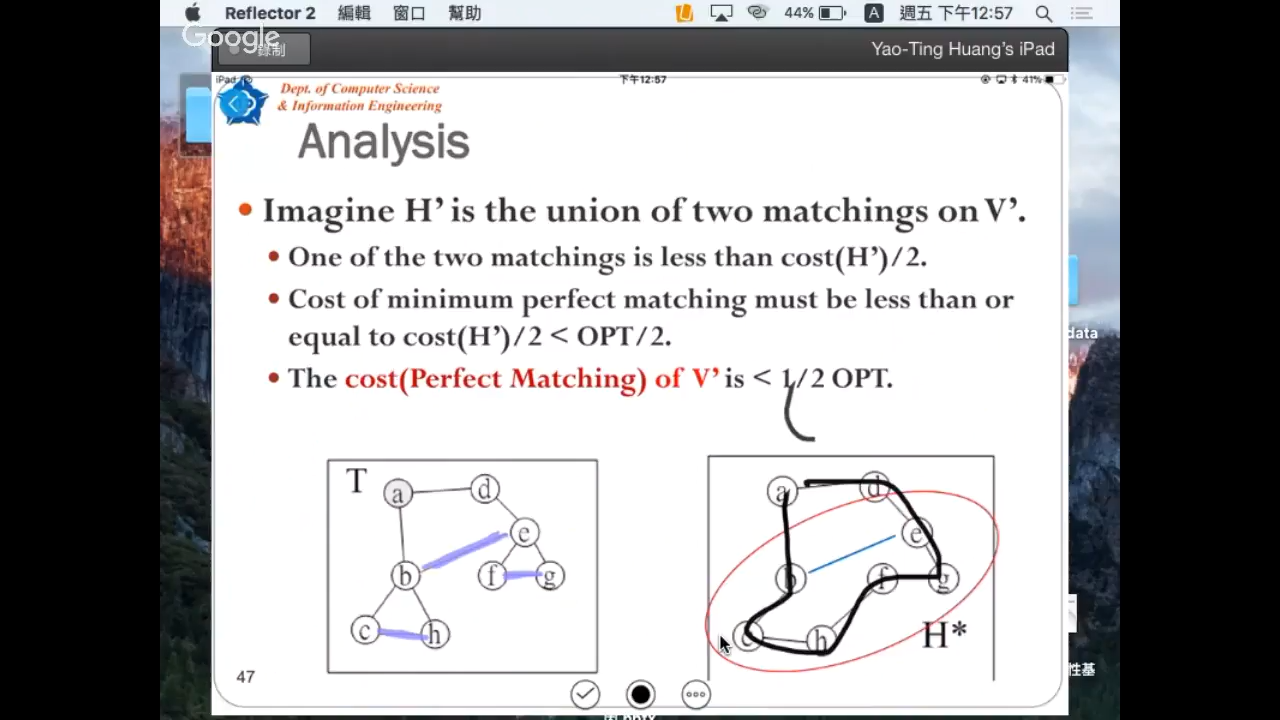 Reflector 2 編輯 窗口 幫助 44% A 週五 下午12:57
Google
錄制 Yao-Ting Huang's iPad
iPad 下午12:57 41%
Dept. of Computer Science
& Information Engineering
Analysis
Imagine H' is the union of two matchings on V'.
One of the two matchings is less than cost(H')/2.
Cost of minimum perfect matching must be less than or
equal to cost(H')/2 < OPT/2.
data
The cost(Perfect Matching) of V' is < 1/2 OPT.
T
a d
e
b f g
c h
a d
e
b f g
c h
H*
性基
47